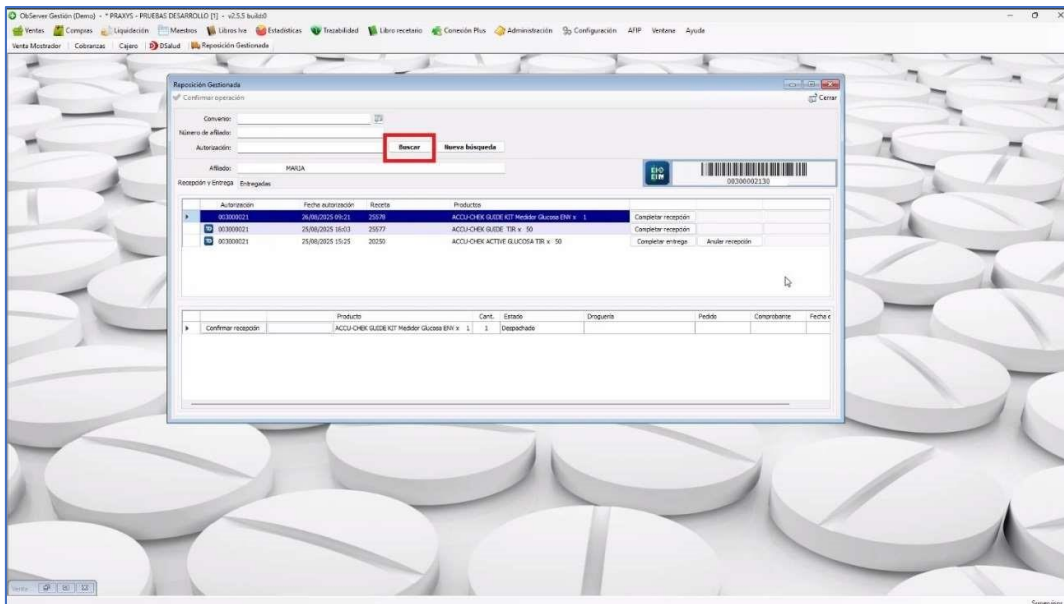 ObServer Gestión (Demo) - * PRAXYS - PRUEBAS DESARROLLO [1] - v2.5.5 build:0
Ventas Compras Liquidación Maestros Libros Iva Estadísticas Trazabilidad Libro recetario Conexión Plus Administración Configuración AFIP Ventana Ayuda
Venta Mostrador Cobranzas Cajero DSalud Reposición Gestionada
Reposición Gestionada
Confirmar operación Cerrar
Convenio:
Número de afiliado:
Autorización: Buscar Nueva búsqueda
Afiliado: MARIA
00300002130
Recepción y Entrega Entregadas
Autorización Fecha autorización Receta Productos
003000021 26/08/2025 09:21 25578 ACCU-CHEK GUIDE KIT Medidor Glucosa ENV x 1 Completar recepción
003000021 25/08/2025 16:03 25577 ACCU-CHEK GUIDE TIR x 50 Completar recepción
003000021 25/08/2025 15:25 20250 ACCU-CHEK ACTIVE GLUCOSA TIR x 50 Completar entrega Anular recepción
Producto Cant. Estado Droguería Pedido Comprobante Fecha e
Confirmar recepción ACCU-CHEK GUIDE KIT Medidor Glucosa ENV x 1 1 Despachado
Venta...
Supervisor